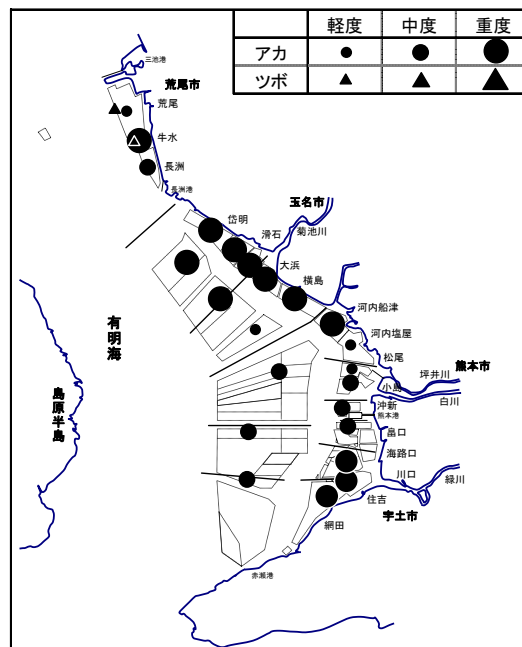 軽度 中度 重度
アカ
ツボ
三池港
荒尾市
荒尾
牛水
長洲
長洲港
玉名市
岱明
滑石
菊池川
大浜
横島
河内船津
河内塩屋
松尾
熊本市
坪井川
小島
白川
沖新
熊本港
畠口
海路口
川口
緑川
住吉
宇土市
網田
赤瀬港
有明海
島原半島